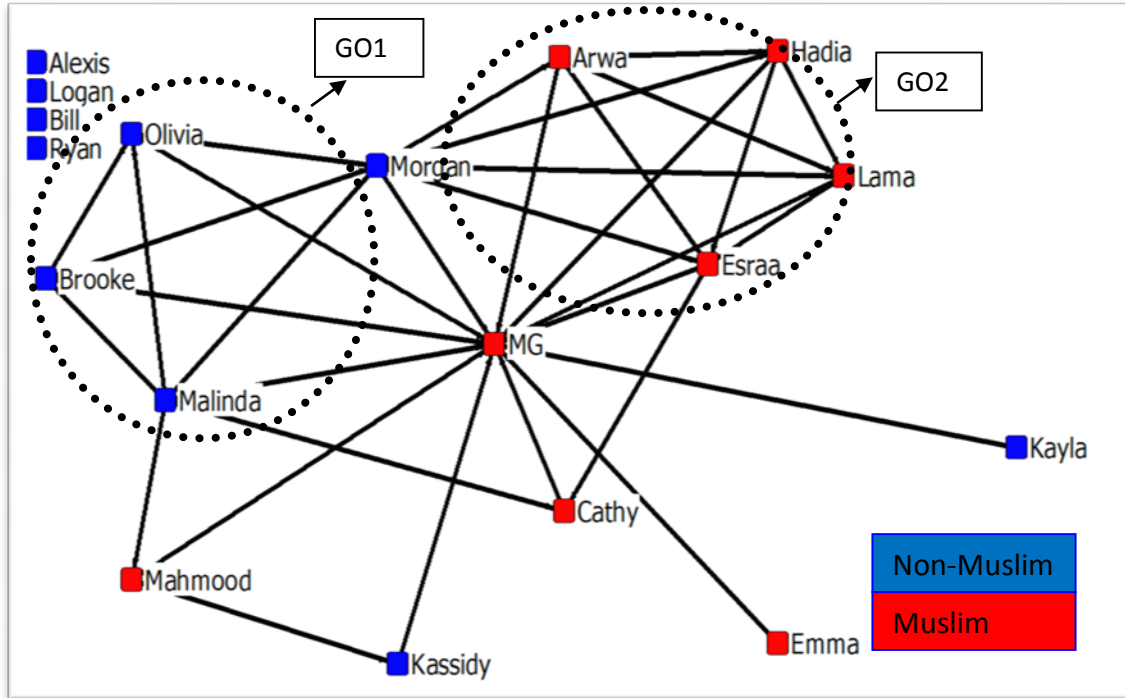 GO1
GO2
Alexis
Logan
Bill
Ryan
Olivia
Arwa
Hadia
Morgan
Lama
Brooke
Esraa
MG
Malinda
Kayla
Cathy
Mahmood
Kassidy
Emma
Non-Muslim
Muslim